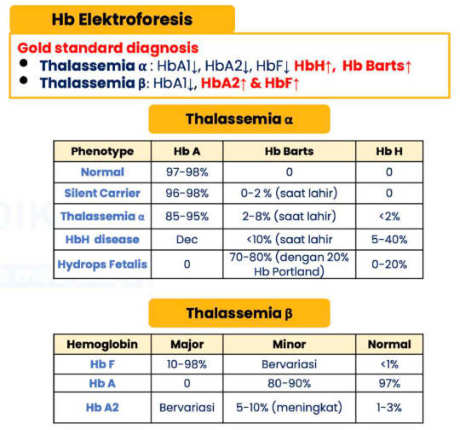 Hb Elektroforesis
Gold standard diagnosis
• Thalassemia α : HbA1↓, HbA2↓, HbF↓ HbH↑, Hb Barts↑
• Thalassemia β: HbA1↓, HbA2↑ & HbF↑
Thalassemia α
Phenotype Hb A Hb Barts Hb H
Normal 97-98% 0 0
Silent Carrier 96-98% 0-2 % (saat lahir) 0
Thalassemia α 85-95% 2-8% (saat lahir) <2%
HbH disease Dec <10% (saat lahir 5-40%
Hydrops Fetalis 0 70-80% (dengan 20% Hb Portland) 0-20%
Thalassemia β
Hemoglobin Major Minor Normal
Hb F 10-98% Bervariasi <1%
Hb A 0 80-90% 97%
Hb A2 Bervariasi 5-10% (meningkat) 1-3%